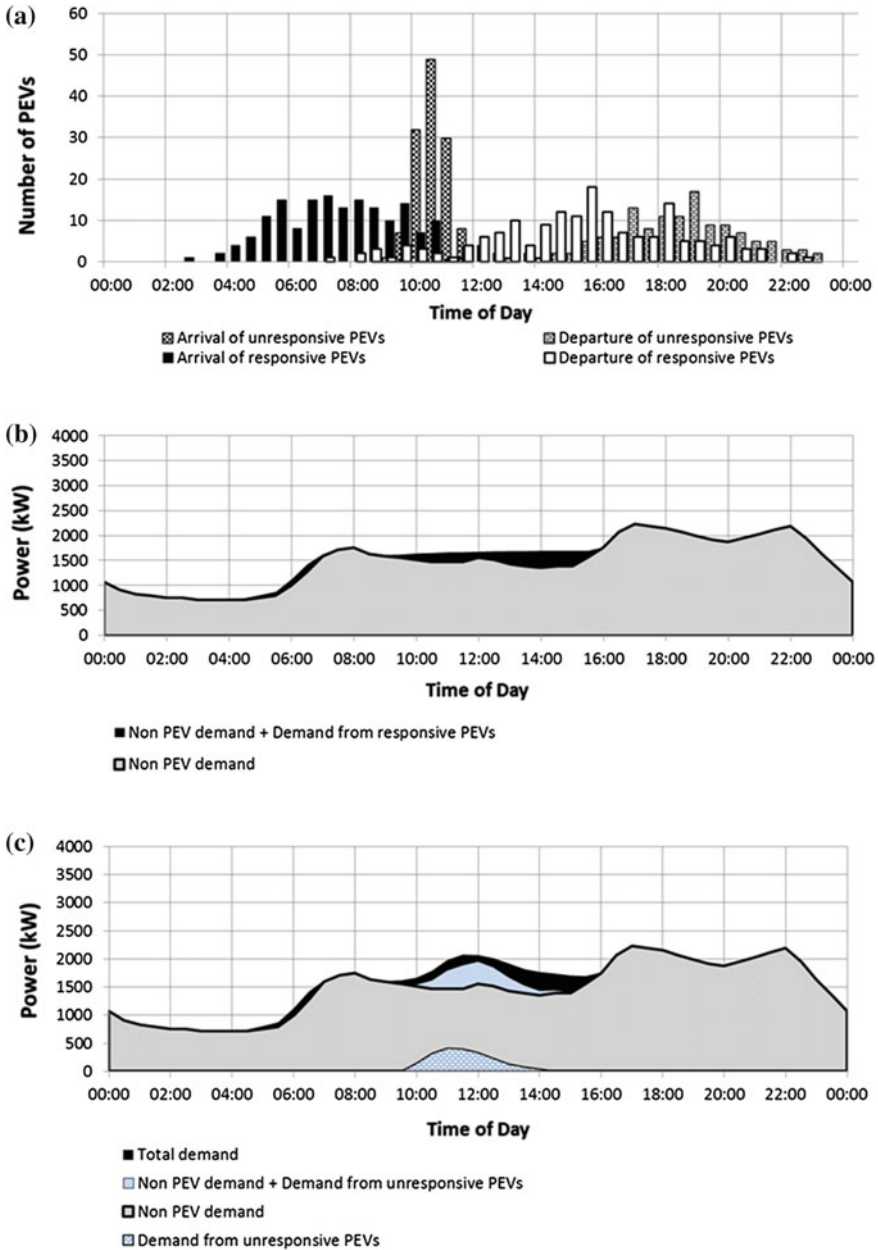 (a)
60
50
40
30
20
10
0
Number of PEVs
00:00 02:00 04:00 06:00 08:00 10:00 12:00 14:00 16:00 18:00 20:00 22:00 00:00
Time of Day
Arrival of unresponsive PEVs
Departure of unresponsive PEVs
Arrival of responsive PEVs
Departure of responsive PEVs
(b)
4000
3500
3000
2500
2000
1500
1000
500
0
Power (kW)
00:00 02:00 04:00 06:00 08:00 10:00 12:00 14:00 16:00 18:00 20:00 22:00 00:00
Time of Day
Non PEV demand + Demand from responsive PEVs
Non PEV demand
(c)
4000
3500
3000
2500
2000
1500
1000
500
0
Power (kW)
00:00 02:00 04:00 06:00 08:00 10:00 12:00 14:00 16:00 18:00 20:00 22:00 00:00
Time of Day
Total demand
Non PEV demand + Demand from unresponsive PEVs
Non PEV demand
Demand from unresponsive PEVs